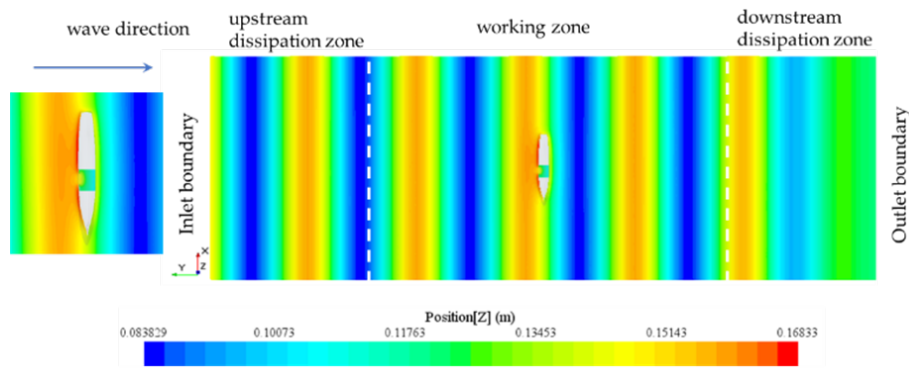 wave direction
upstream
dissipation zone
working zone
downstream
dissipation zone
Inlet boundary
Outlet boundary
X
Y
Z
Position[Z] (m)
0.083829
0.10073
0.11763
0.13453
0.15143
0.16833